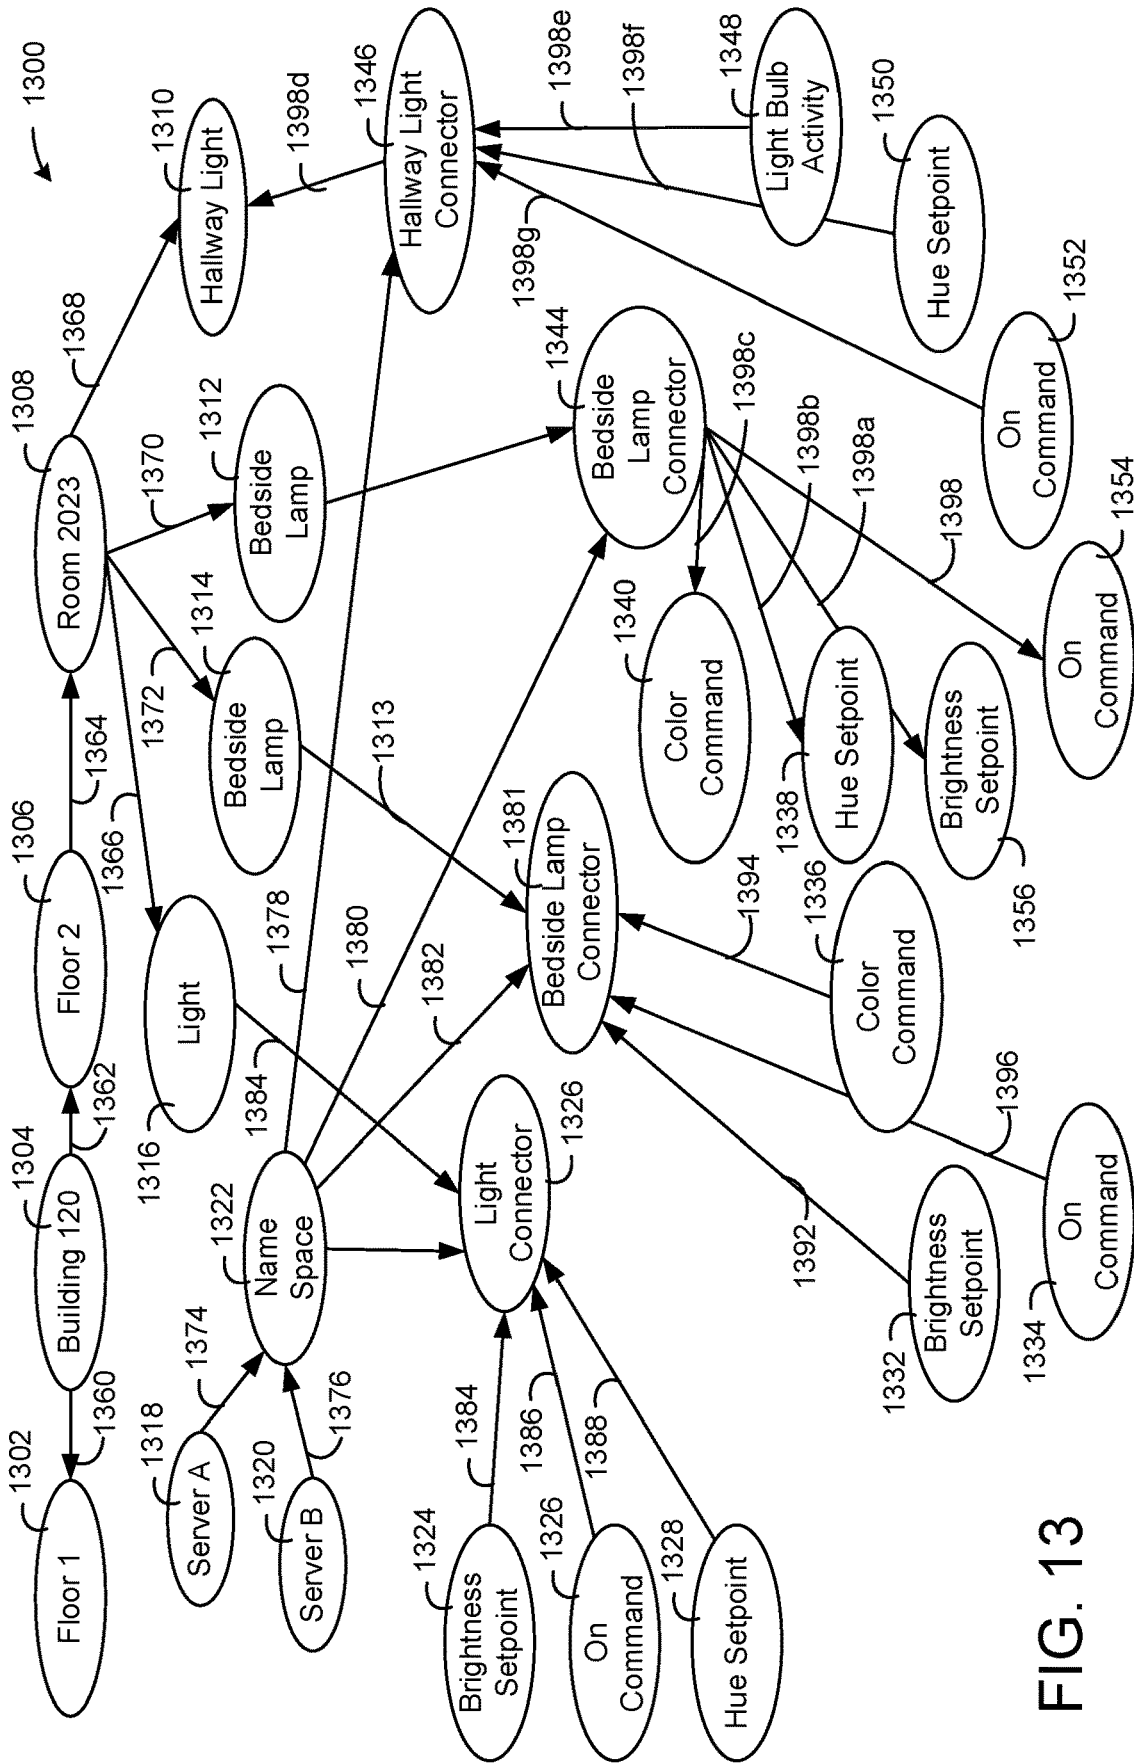 1300
1302
Floor 1
1360
1304
Building 120
1362
1306
Floor 2
1364
1308
Room 2023
1368
1310
Hallway Light
1370
1312
Bedside
Lamp
1372
1314
Bedside
Lamp
1366
Light
1316
1318
Server A
1374
1320
Server B
1376
1322
Name
Space
1384
1378
1380
1382
1313
1398d
1346
Hallway Light
Connector
1324
Brightness
Setpoint
1384
1326
On
Command
1386
1328
Hue Setpoint
1388
Light
Connector
1326
1381
Bedside Lamp
Connector
1344
Bedside
Lamp
Connector
1398g
1398e
1398f
1348
Light Bulb
Activity
1350
Hue Setpoint
1352
On
Command
1340
Color
Command
1398c
1398b
1398a
1398
1338
Hue Setpoint
1354
On
Command
Brightness
Setpoint
1356
1394
1336
Color
Command
1392
1396
1332
Brightness
Setpoint
1334
On
Command
FIG. 13